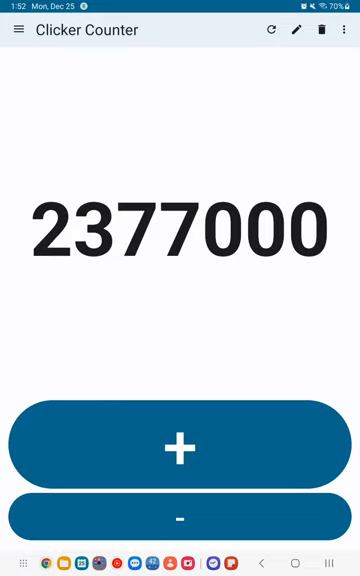 1:52 Mon, Dec 25
70%
Clicker Counter
2377000
+
-